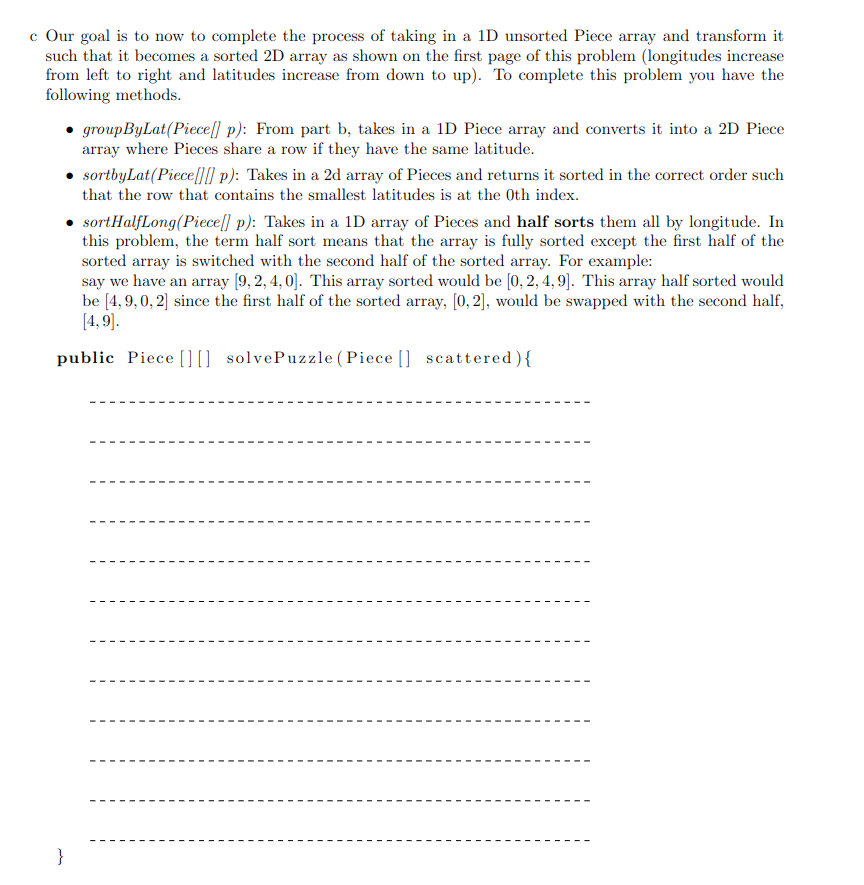 c Our goal is to now to complete the process of taking in a 1D unsorted Piece array and transform it
such that it becomes a sorted 2D array as shown on the first page of this problem (longitudes increase
from left to right and latitudes increase from down to up). To complete this problem you have the
following methods.
• groupByLat(Piece[] p): From part b, takes in a 1D Piece array and converts it into a 2D Piece
array where Pieces share a row if they have the same latitude.
• sortbyLat(Piece[][] p): Takes in a 2d array of Pieces and returns it sorted in the correct order such
that the row that contains the smallest latitudes is at the 0th index.
• sortHalfLong(Piece[] p): Takes in a 1D array of Pieces and half sorts them all by longitude. In
this problem, the term half sort means that the array is fully sorted except the first half of the
sorted array is switched with the second half of the sorted array. For example:
say we have an array [9, 2, 4, 0]. This array sorted would be [0, 2, 4, 9]. This array half sorted would
be [4, 9, 0, 2] since the first half of the sorted array, [0, 2], would be swapped with the second half,
[4, 9].
public Piece[][] solvePuzzle(Piece[] scattered){
}